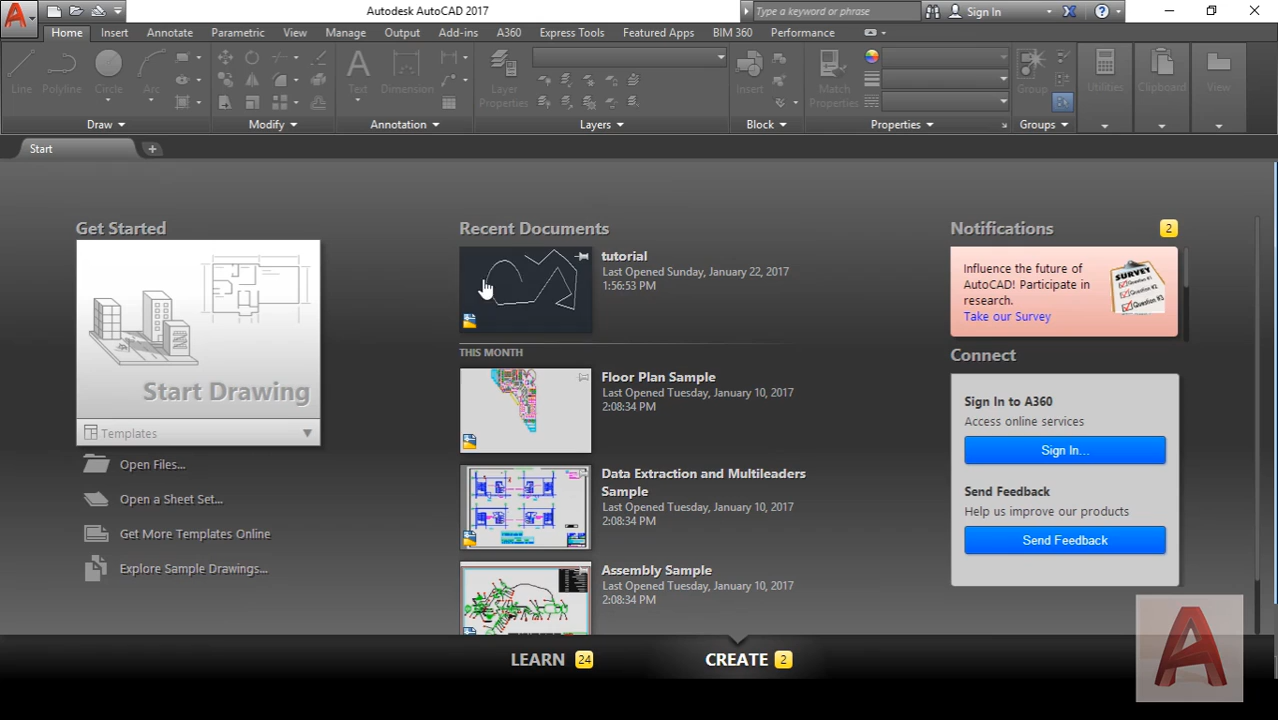 Autodesk AutoCAD 2017
Type a keyword or phrase
Sign In
Home
Insert
Annotate
Parametric
View
Manage
Output
Add-ins
A360
Express Tools
Featured Apps
BIM 360
Performance
Line
Polyline
Circle
Arc
Text
Dimension
Layer
Properties
Insert
Match
Properties
Group
Utilities
Clipboard
View
Draw
Modify
Annotation
Layers
Block
Properties
Groups
Start
Get Started
Start Drawing
Templates
Open Files...
Open a Sheet Set...
Get More Templates Online
Explore Sample Drawings...
Recent Documents
tutorial
Last Opened Sunday, January 22, 2017
1:56:53 PM
THIS MONTH
Floor Plan Sample
Last Opened Tuesday, January 10, 2017
2:08:34 PM
Data Extraction and Multileaders
Sample
Last Opened Tuesday, January 10, 2017
2:08:34 PM
Assembly Sample
Last Opened Tuesday, January 10, 2017
2:08:34 PM
Notifications
2
Influence the future of
AutoCAD! Participate in
research.
Take our Survey
SURVEY
Question #1
Question #2
Question #3
Connect
Sign In to A360
Access online services
Sign In...
Send Feedback
Help us improve our products
Send Feedback
LEARN 24
CREATE 2